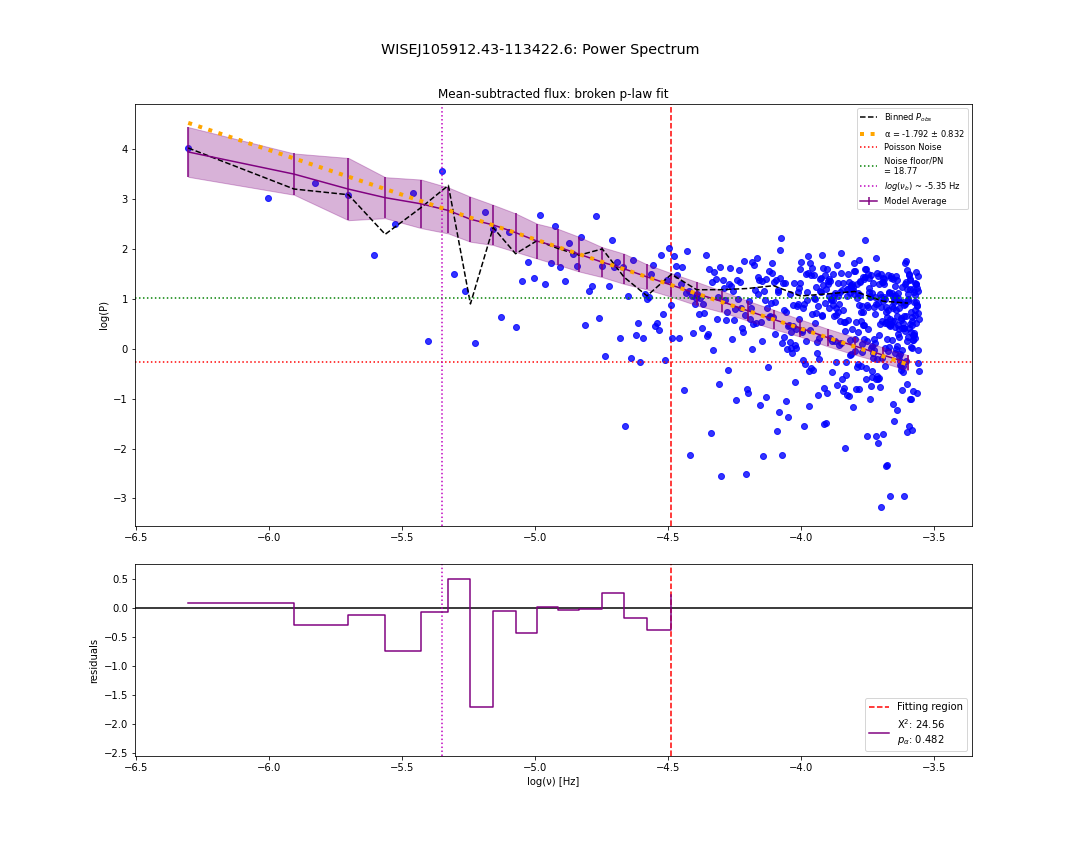 WISEJ105912.43-113422.6: Power Spectrum
Mean-subtracted flux: broken p-law fit
log(P)
4
3
2
1
0
−1
−2
−3
−6.5
−6.0
−5.5
−5.0
−4.5
−4.0
−3.5
Binned P_obs
α = -1.792 ± 0.832
Poisson Noise
Noise floor/PN
= 18.77
log(ν_b) ~ -5.35 Hz
Model Average
residuals
0.5
0.0
−0.5
−1.0
−1.5
−2.0
−2.5
−6.5
−6.0
−5.5
−5.0
−4.5
−4.0
−3.5
log(ν) [Hz]
Fitting region
X²: 24.56
p_α: 0.482